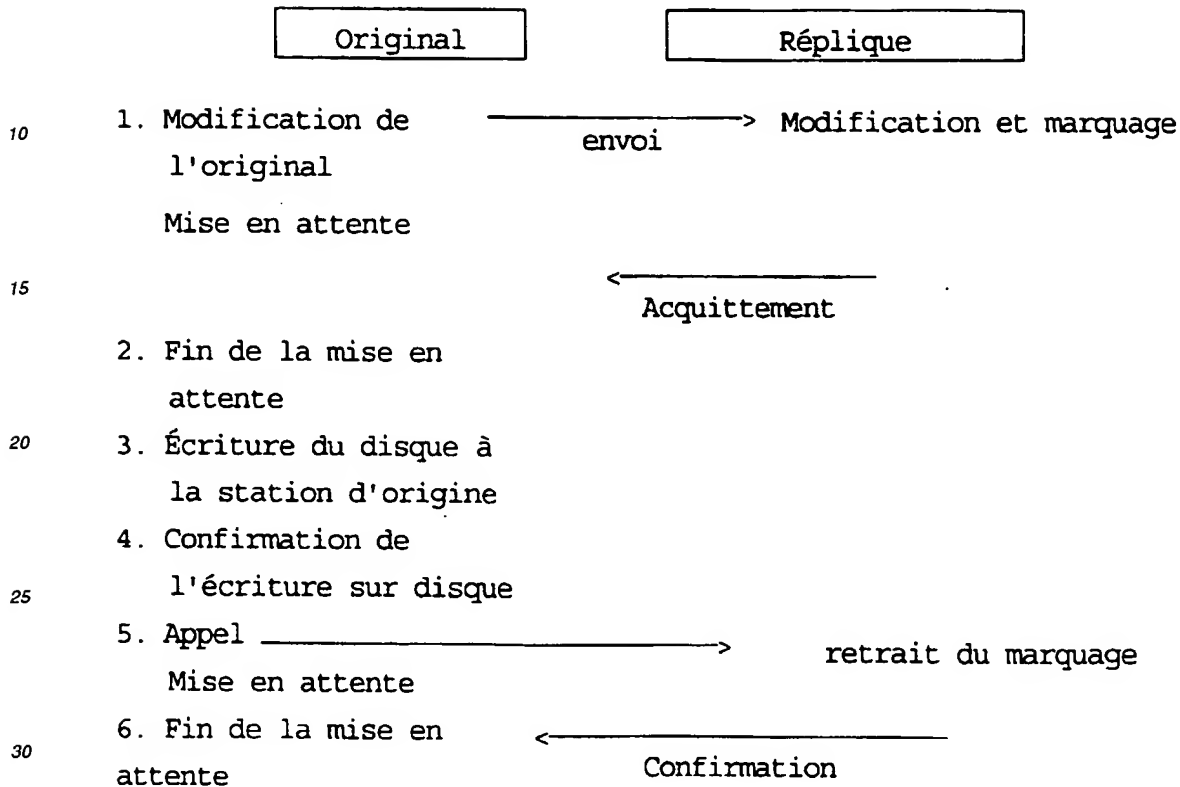 Original Réplique
10 1. Modification de ———> Modification et marquage
envoi
l'original
Mise en attente
15 <———
Acquittement
2. Fin de la mise en
attente
20 3. Écriture du disque à
la station d'origine
4. Confirmation de
25 l'écriture sur disque
5. Appel ———> retrait du marquage
Mise en attente
6. Fin de la mise en <———
30 attente Confirmation